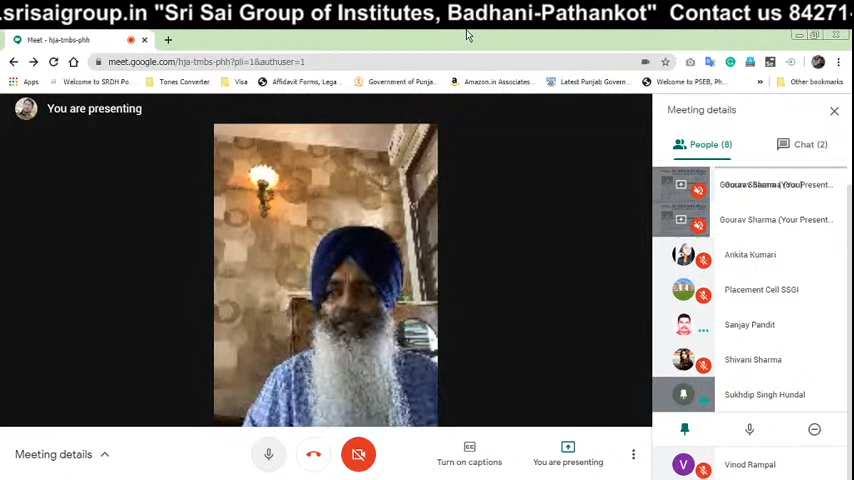 .srisaigroup.in "Sri Sai Group of Institutes, Badhani-Pathankot" Contact us 84271-
Meet - hja-tmbs-phh
meet.google.com/hja-tmbs-phh?pli=1&authuser=1
Apps Welcome to SRDH Po... Tones Converter Visa Affidavit Forms, Lega... Government of Punja... Amazon.in Associates... Latest Punjab Govern... Welcome to PSEB, Ph... » Other bookmarks
You are presenting
Meeting details
People (8) Chat (2)
Gourav Sharma (Your Present...
Ankita Kumari
Placement Cell SSGI
Sanjay Pandit
Shivani Sharma
Sukhdip Singh Hundal
V Vinod Rampal
Meeting details
Turn on captions
You are presenting